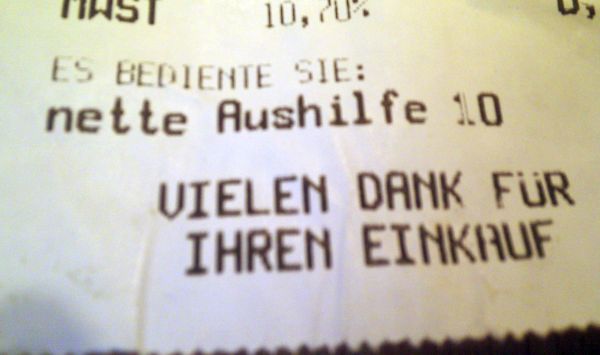 MWST 10,70%
ES BEDIENTE SIE:
nette Aushilfe 10
VIELEN DANK FÜR
IHREN EINKAUF